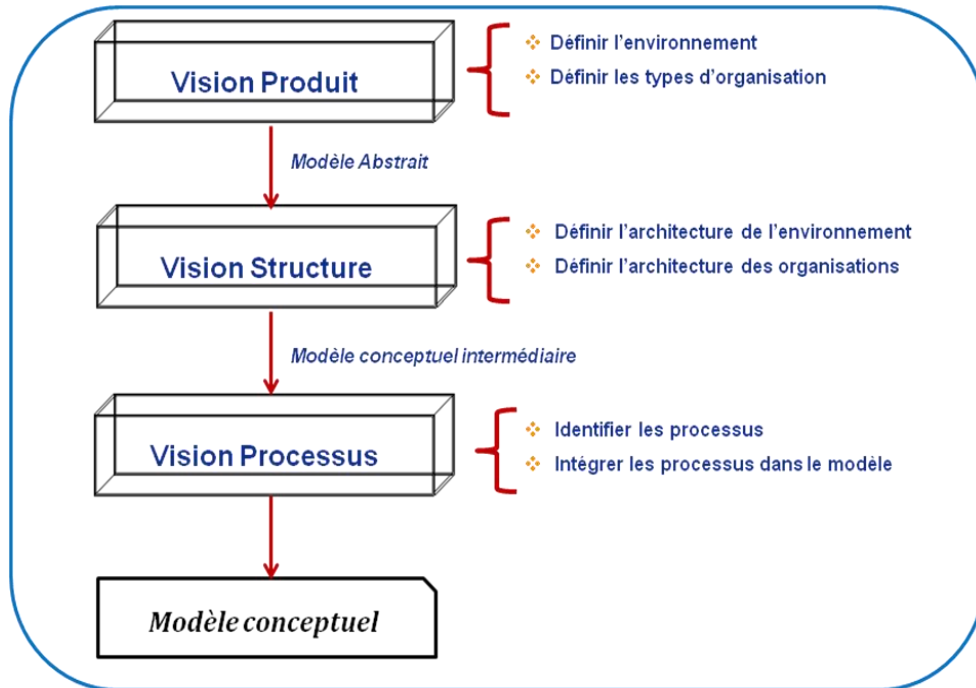 Vision Produit
❖ Définir l'environnement
❖ Définir les types d'organisation
Modèle Abstrait
Vision Structure
❖ Définir l'architecture de l'environnement
❖ Définir l'architecture des organisations
Modèle conceptuel intermédiaire
Vision Processus
❖ Identifier les processus
❖ Intégrer les processus dans le modèle
Modèle conceptuel